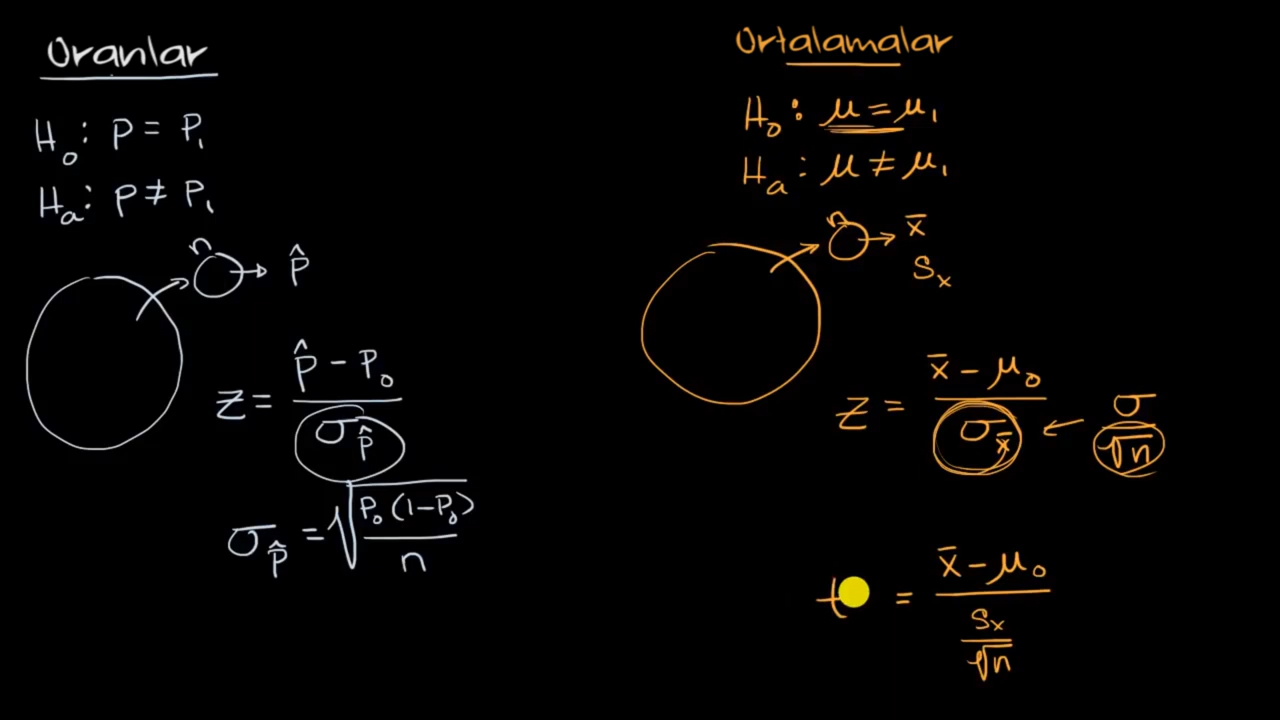 Oranlar
H₀: P = P₁
Hₐ: P ≠ P₁
n
p̂
z = (p̂ - P₀) / σ_p̂
σ_p̂ = √(P₀(1-P₀) / n)
Ortalamalar
H₀: μ = μ₁
Hₐ: μ ≠ μ₁
n
x̄
Sₓ
z = (x̄ - μ₀) / σ_x̄ ← σ / √n
t = (x̄ - μ₀) / (Sₓ / √n)